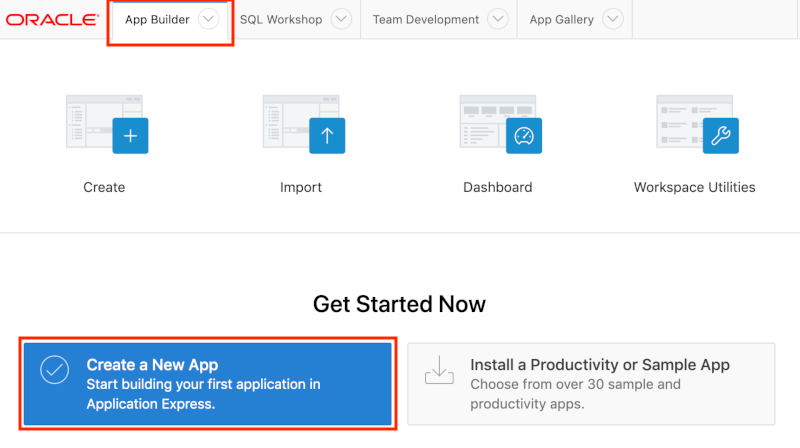 ORACLE App Builder SQL Workshop Team Development App Gallery
Create Import Dashboard Workspace Utilities
Get Started Now
Create a New App
Start building your first application in
Application Express.
Install a Productivity or Sample App
Choose from over 30 sample and
productivity apps.